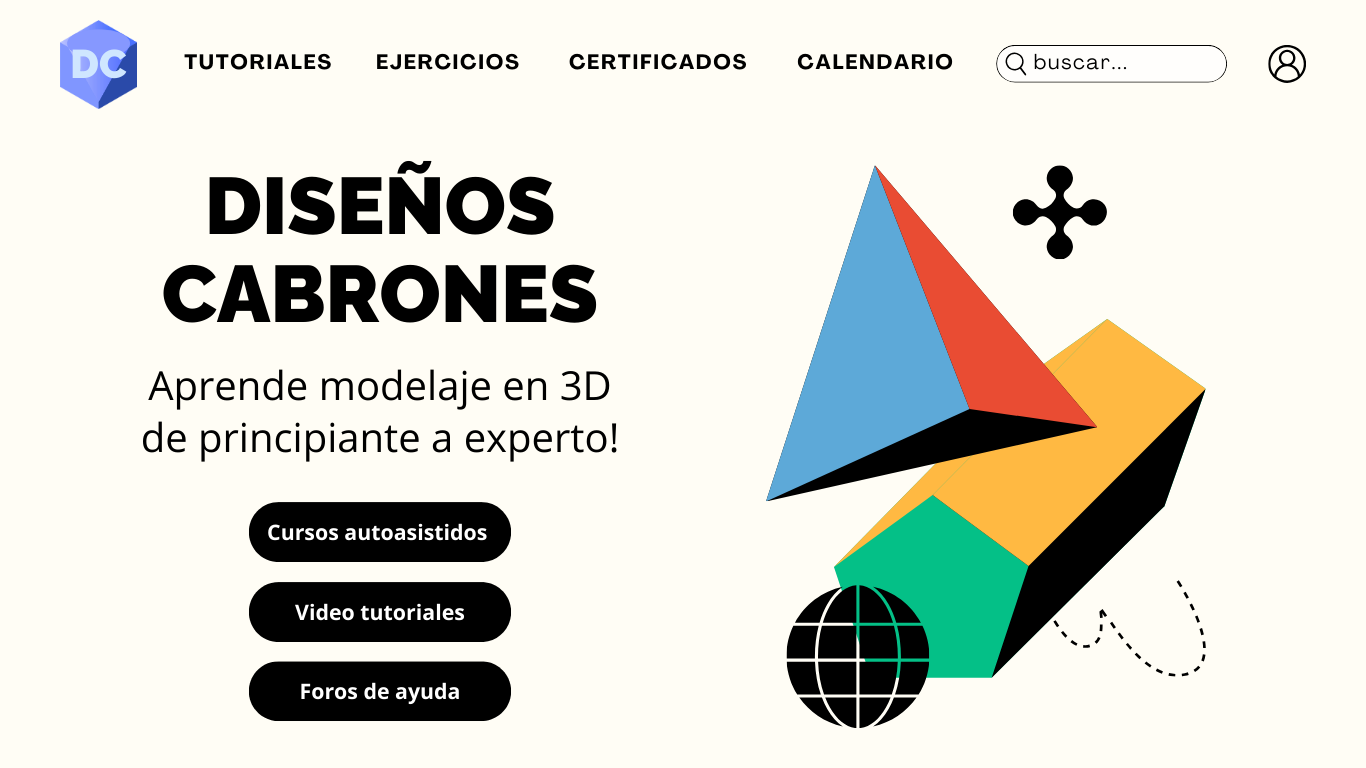 DC
TUTORIALES
EJERCICIOS
CERTIFICADOS
CALENDARIO
buscar...
DISEÑOS
CABRONES
Aprende modelaje en 3D
de principiante a experto!
Cursos autoasistidos
Video tutoriales
Foros de ayuda